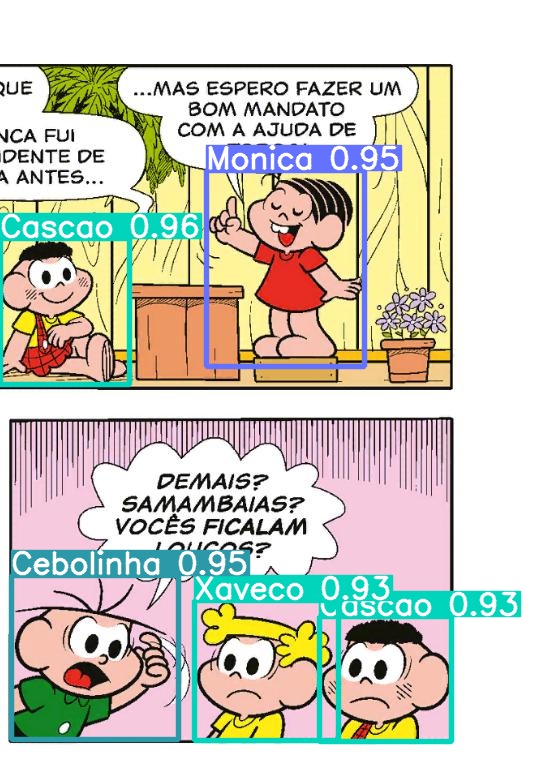 QUE
NCA FUI
DENTE DE
A ANTES...
...MAS ESPERO FAZER UM
BOM MANDATO
COM A AJUDA DE
Monica 0.95
Cascao 0.96
DEMAIS?
SAMAMBAIAS?
VOCÊS FICALAM
LOUCOS?
Cebolinha 0.95
Xaveco 0.93
Cascao 0.93